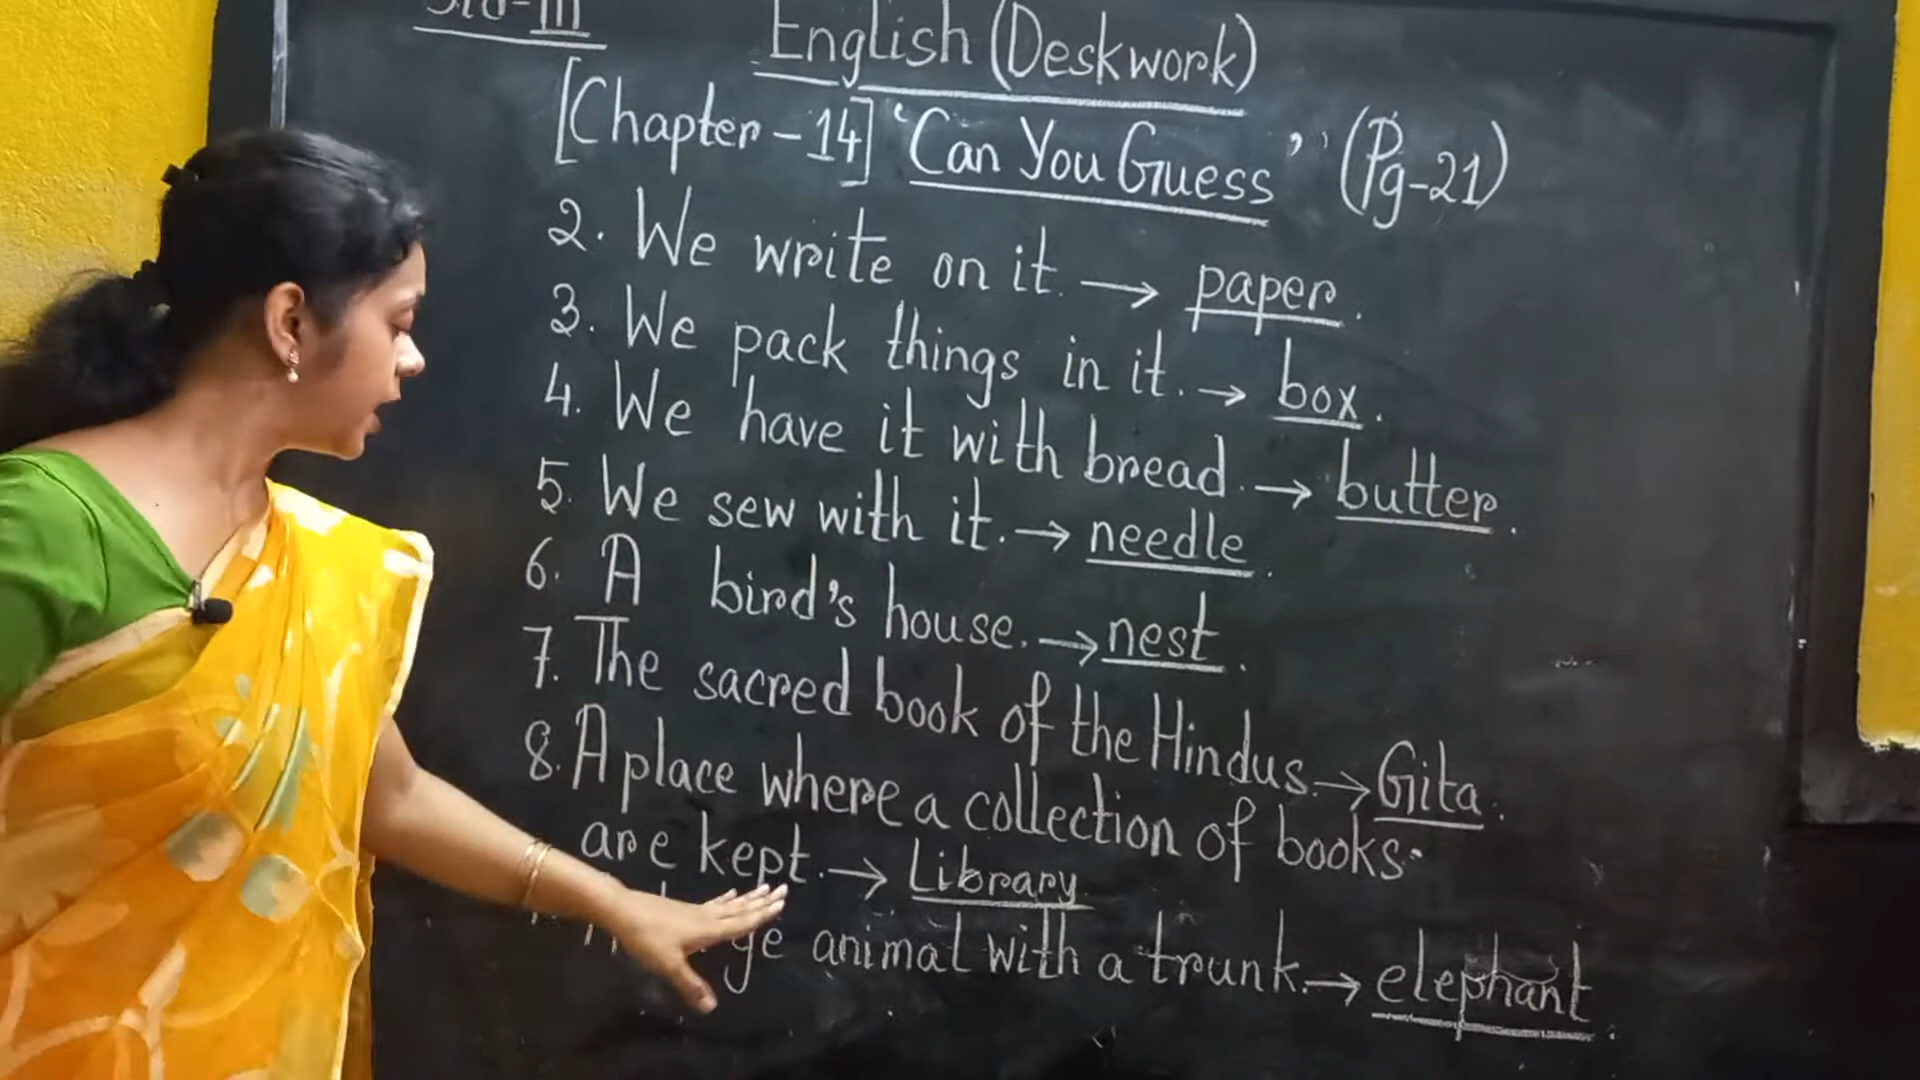 Std-III
English (Deskwork)
[Chapter-14] 'Can You Guess' (Pg-21)
2. We write on it. → paper.
3. We pack things in it. → box.
4. We have it with bread. → butter.
5. We sew with it. → needle.
6. A bird's house. → nest.
7. The sacred book of the Hindus. → Gita.
8. A place where a collection of books
are kept. → Library
animal with a trunk. → elephant.